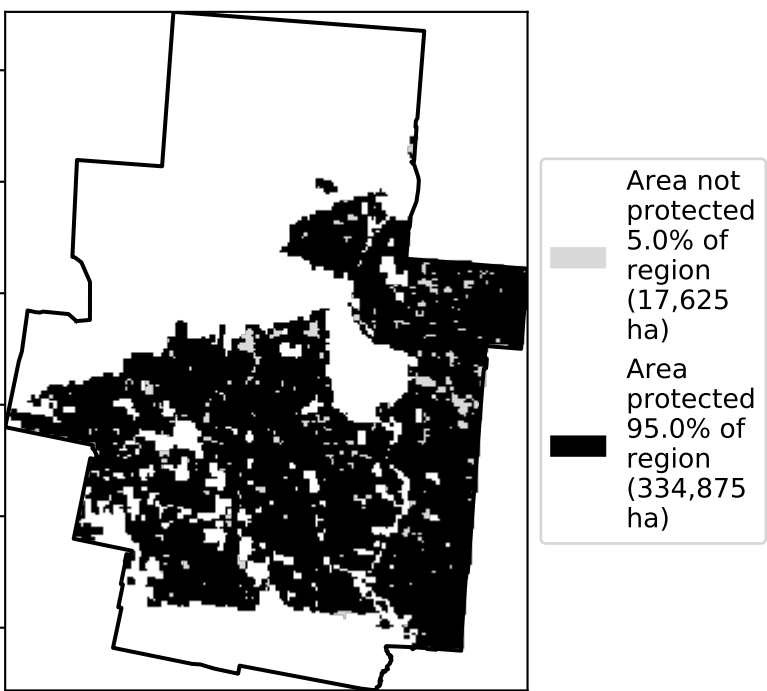 Area not
protected
5.0% of
region
(17,625
ha)
Area
protected
95.0% of
region
(334,875
ha)